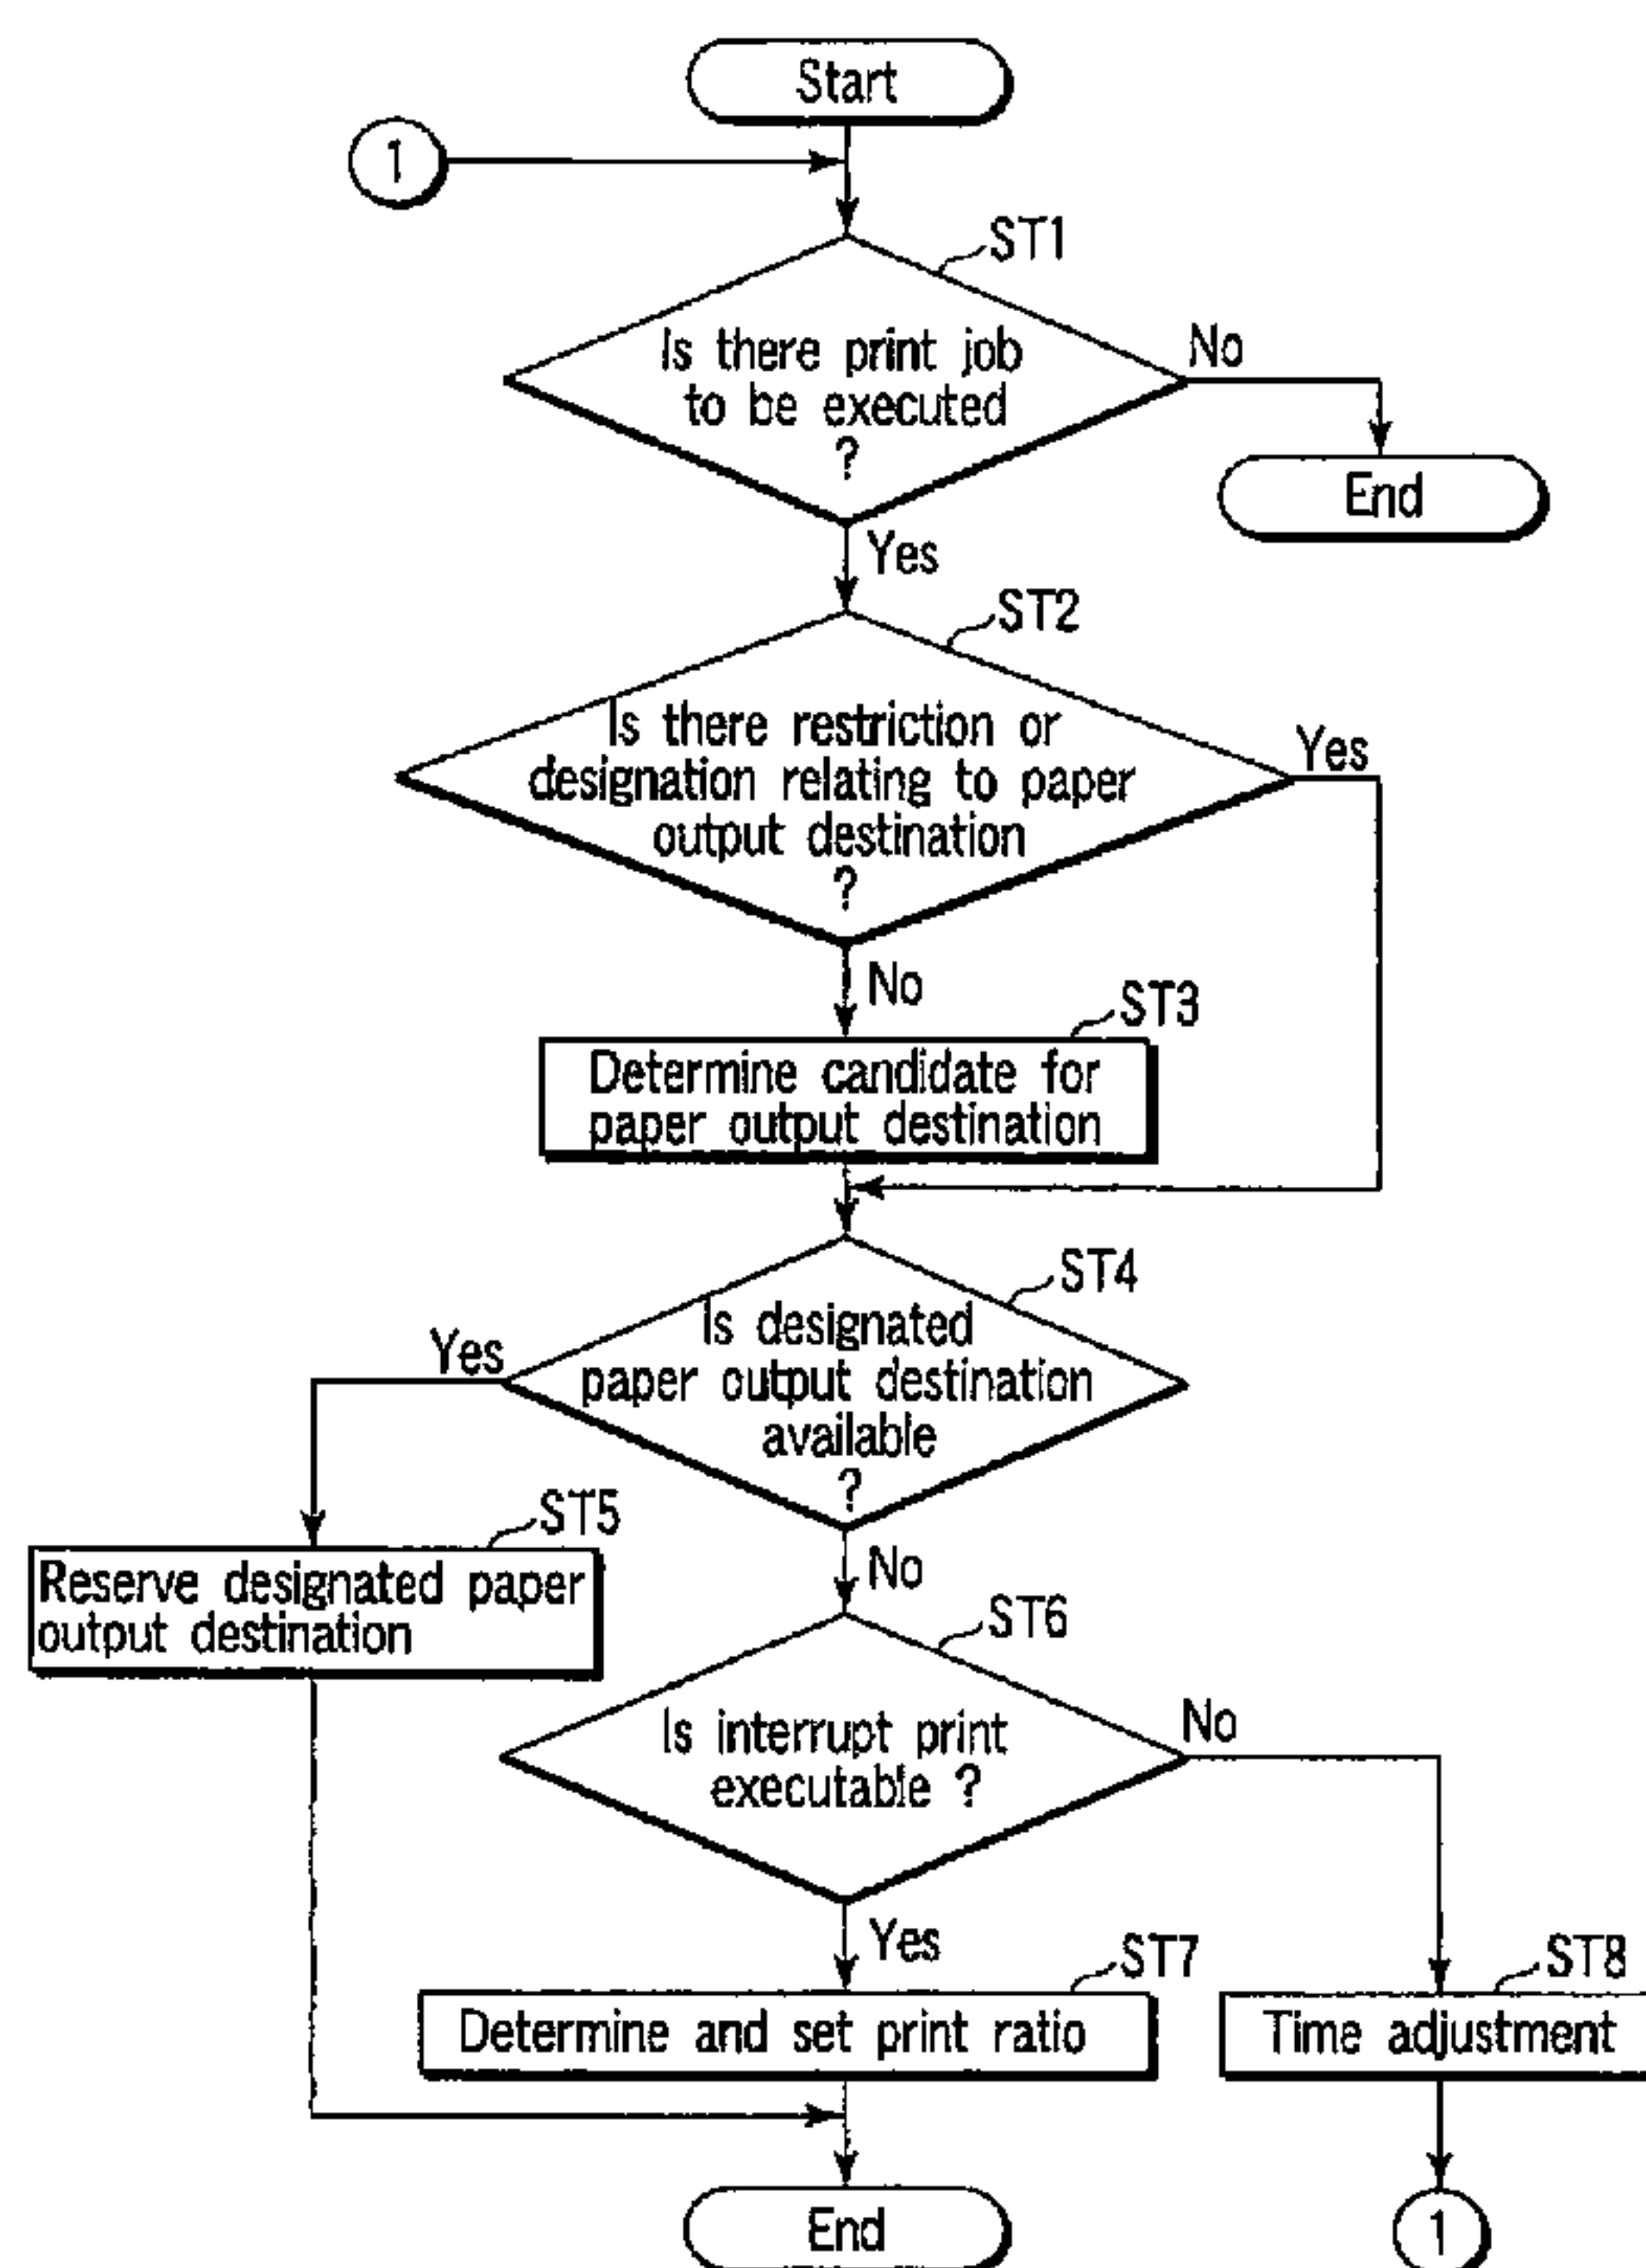 Start
1
ST1
Is there print job
to be executed
?
No
End
Yes
ST2
Is there restriction or
designation relating to paper
output destination
?
Yes
No
ST3
Determine candidate for
paper output destination
ST4
Is designated
paper output destination
available
?
Yes
No
ST5
Reserve designated paper
output destination
ST6
Is interrupt print
executable ?
No
Yes
ST7
Determine and set print ratio
ST8
Time adjustment
End
1